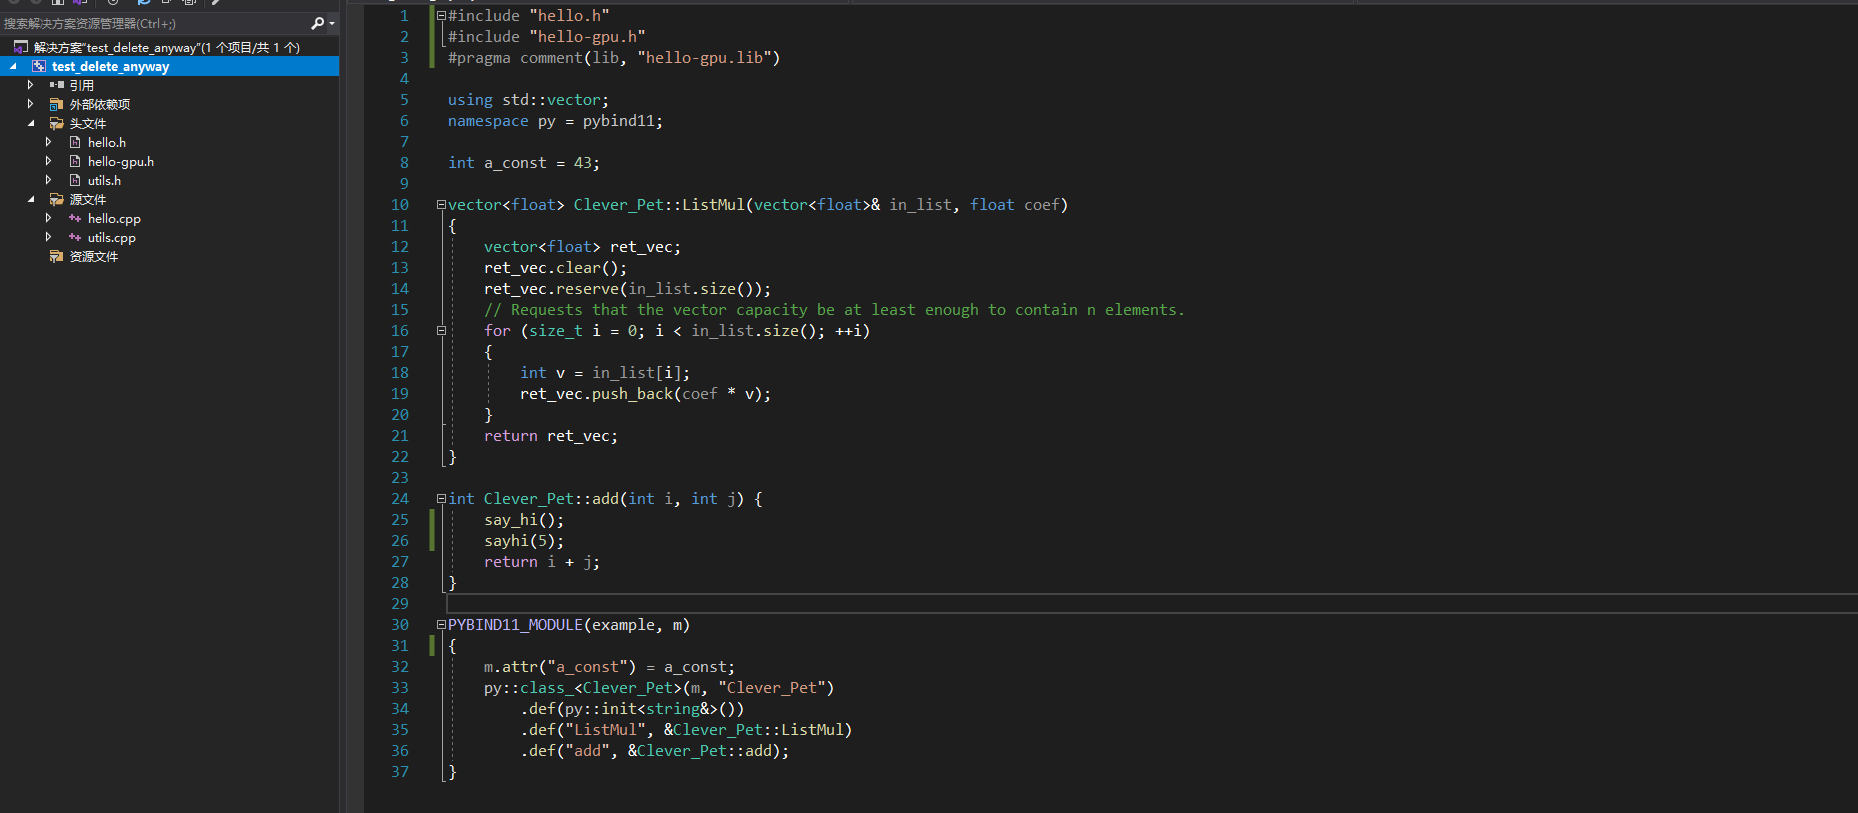 搜索解决方案资源管理器(Ctrl+;)
解决方案"test_delete_anyway"(1 个项目/共 1 个)
test_delete_anyway
引用
外部依赖项
头文件
hello.h
hello-gpu.h
utils.h
源文件
hello.cpp
utils.cpp
资源文件
1 #include "hello.h"
2 #include "hello-gpu.h"
3 #pragma comment(lib, "hello-gpu.lib")
4
5 using std::vector;
6 namespace py = pybind11;
7
8 int a_const = 43;
9
10 vector<float> Clever_Pet::ListMul(vector<float>& in_list, float coef)
11 {
12 vector<float> ret_vec;
13 ret_vec.clear();
14 ret_vec.reserve(in_list.size());
15 // Requests that the vector capacity be at least enough to contain n elements.
16 for (size_t i = 0; i < in_list.size(); ++i)
17 {
18 int v = in_list[i];
19 ret_vec.push_back(coef * v);
20 }
21 return ret_vec;
22 }
23
24 int Clever_Pet::add(int i, int j) {
25 say_hi();
26 sayhi(5);
27 return i + j;
28 }
29
30 PYBIND11_MODULE(example, m)
31 {
32 m.attr("a_const") = a_const;
33 py::class_<Clever_Pet>(m, "Clever_Pet")
34 .def(py::init<string&>())
35 .def("ListMul", &Clever_Pet::ListMul)
36 .def("add", &Clever_Pet::add);
37 }